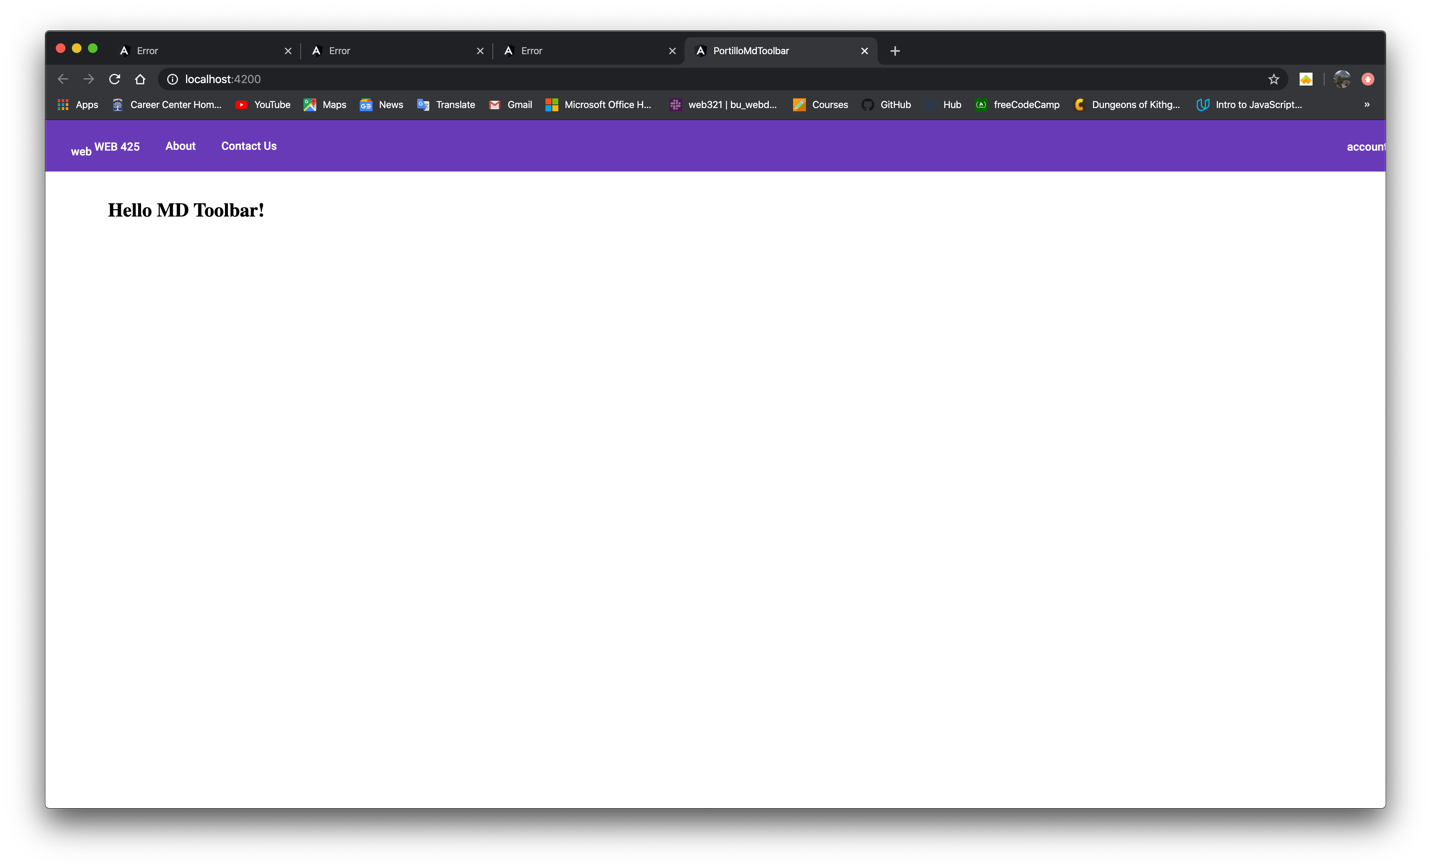 Error Error Error PortilloMdToolbar
localhost:4200
Apps Career Center Hom... YouTube Maps News Translate Gmail Microsoft Office H... web321 | bu_webd... Courses GitHub Hub freeCodeCamp Dungeons of Kithg... Intro to JavaScript... »
web WEB 425 About Contact Us account
Hello MD Toolbar!